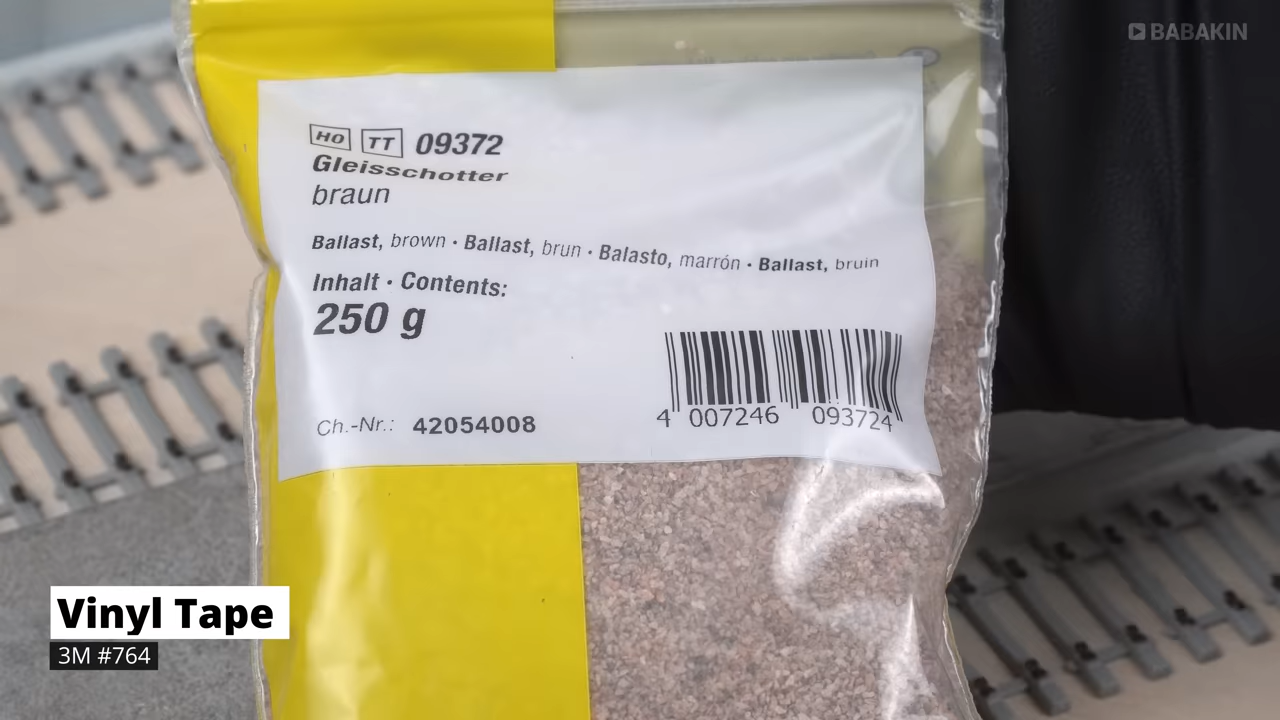 BABAKIN
HO TT 09372
Gleisschotter
braun
Ballast, brown · Ballast, brun · Balasto, marrón · Ballast, bruin
Inhalt · Contents:
250 g
Ch.-Nr.: 42054008
4 007246 093724
Vinyl Tape
3M #764